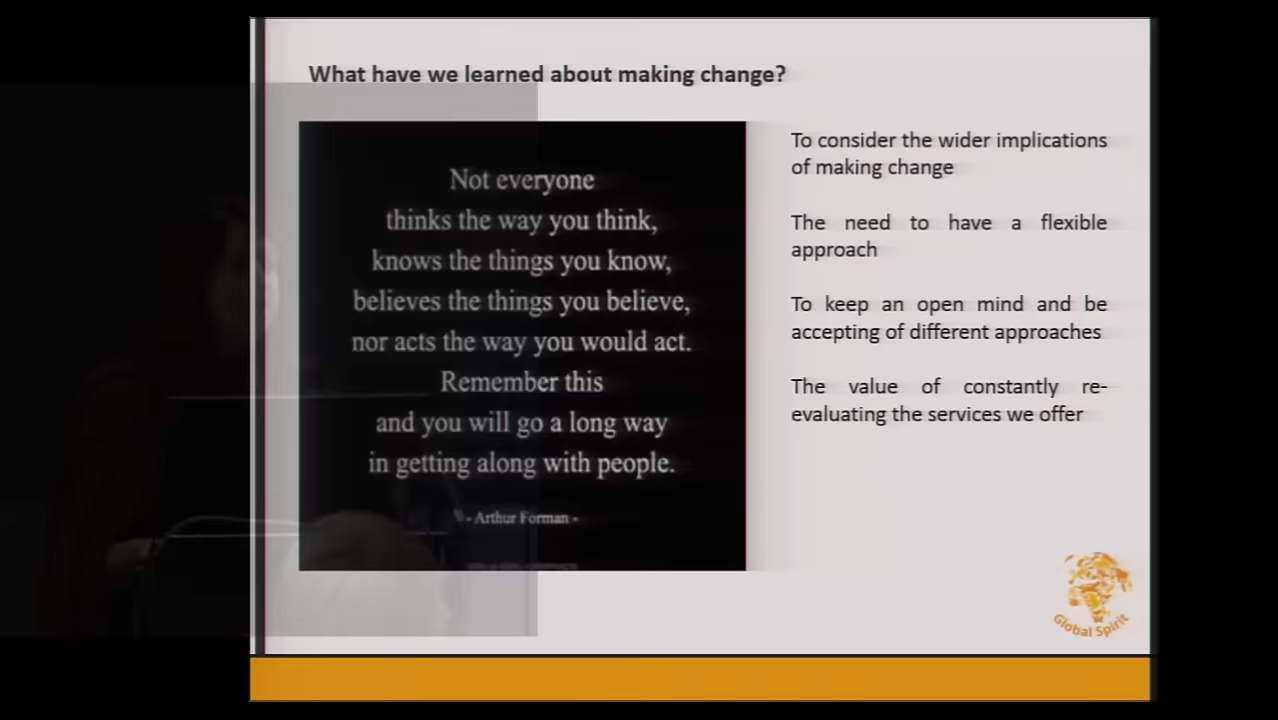 What have we learned about making change?
Not everyone
thinks the way you think,
knows the things you know,
believes the things you believe,
nor acts the way you would act.
Remember this
and you will go a long way
in getting along with people.
- Arthur Forman -
To consider the wider implications
of making change
The need to have a flexible
approach
To keep an open mind and be
accepting of different approaches
The value of constantly re-
evaluating the services we offer
Global Spirit